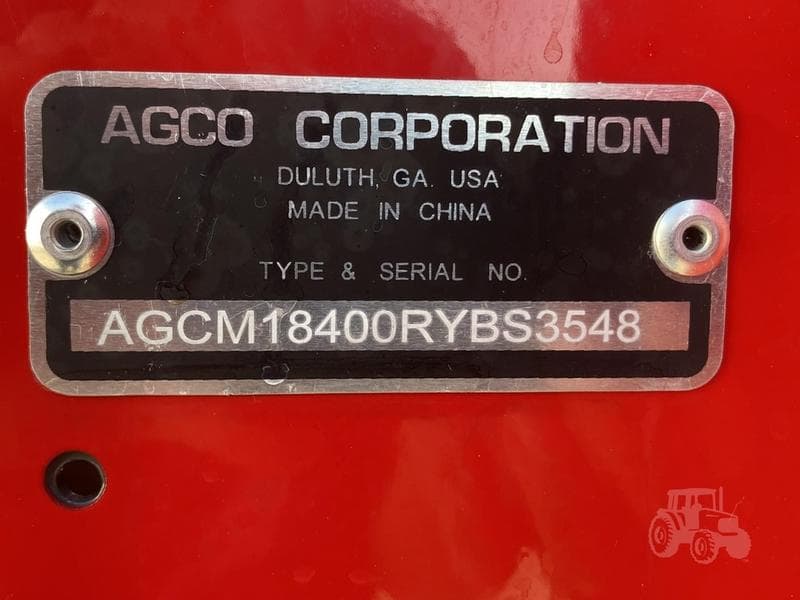 AGCO CORPORATION
DULUTH, GA. USA
MADE IN CHINA
TYPE & SERIAL NO.
AGCM18400RYBS3548